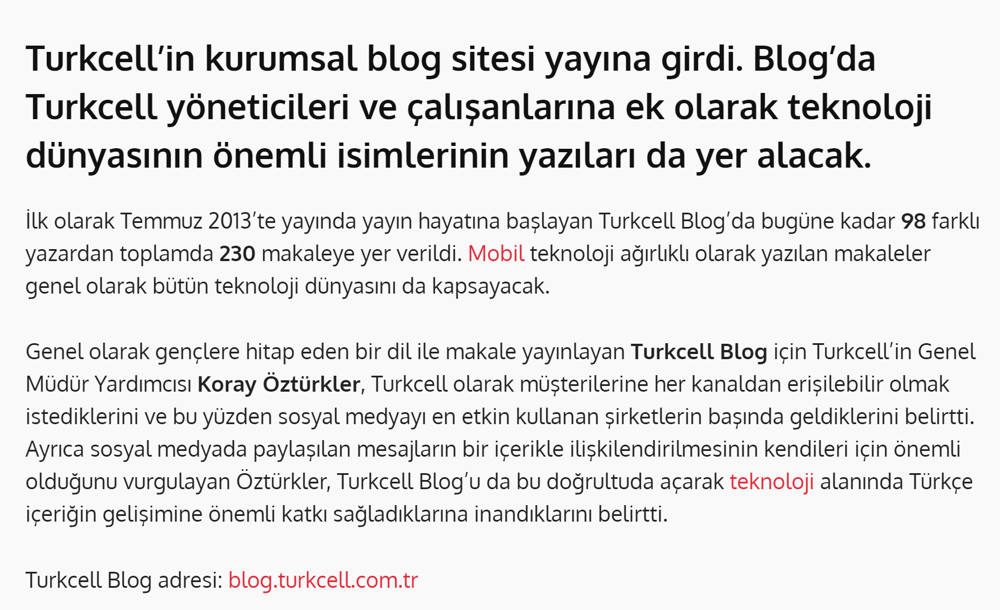 Turkcell’in kurumsal blog sitesi yayına girdi. Blog’da
Turkcell yöneticileri ve çalışanlarına ek olarak teknoloji
dünyasının önemli isimlerinin yazıları da yer alacak.
İlk olarak Temmuz 2013’te yayında yayın hayatına başlayan Turkcell Blog’da bugüne kadar 98 farklı
yazardan toplamda 230 makaleye yer verildi. Mobil teknoloji ağırlıklı olarak yazılan makaleler
genel olarak bütün teknoloji dünyasını da kapsayacak.
Genel olarak gençlere hitap eden bir dil ile makale yayınlayan Turkcell Blog için Turkcell’in Genel
Müdür Yardımcısı Koray Öztürkler, Turkcell olarak müşterilerine her kanaldan erişilebilir olmak
istediklerini ve bu yüzden sosyal medyayı en etkin kullanan şirketlerin başında geldiklerini belirtti.
Ayrıca sosyal medyada paylaşılan mesajların bir içerikle ilişkilendirilmesinin kendileri için önemli
olduğunu vurgulayan Öztürkler, Turkcell Blog’u da bu doğrultuda açarak teknoloji alanında Türkçe
içeriğin gelişimine önemli katkı sağladıklarına inandıklarını belirtti.
Turkcell Blog adresi: blog.turkcell.com.tr